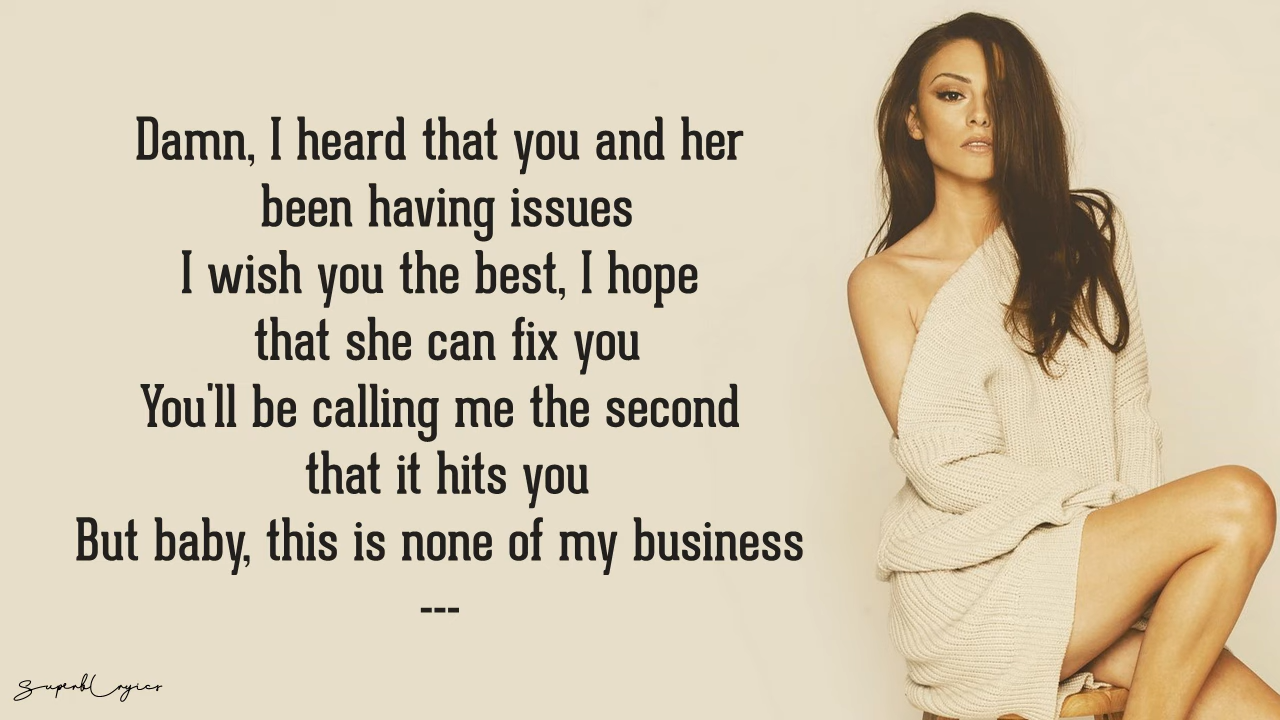 Damn, I heard that you and her
been having issues
I wish you the best, I hope
that she can fix you
You'll be calling me the second
that it hits you
But baby, this is none of my business
---
SuperbLyrics